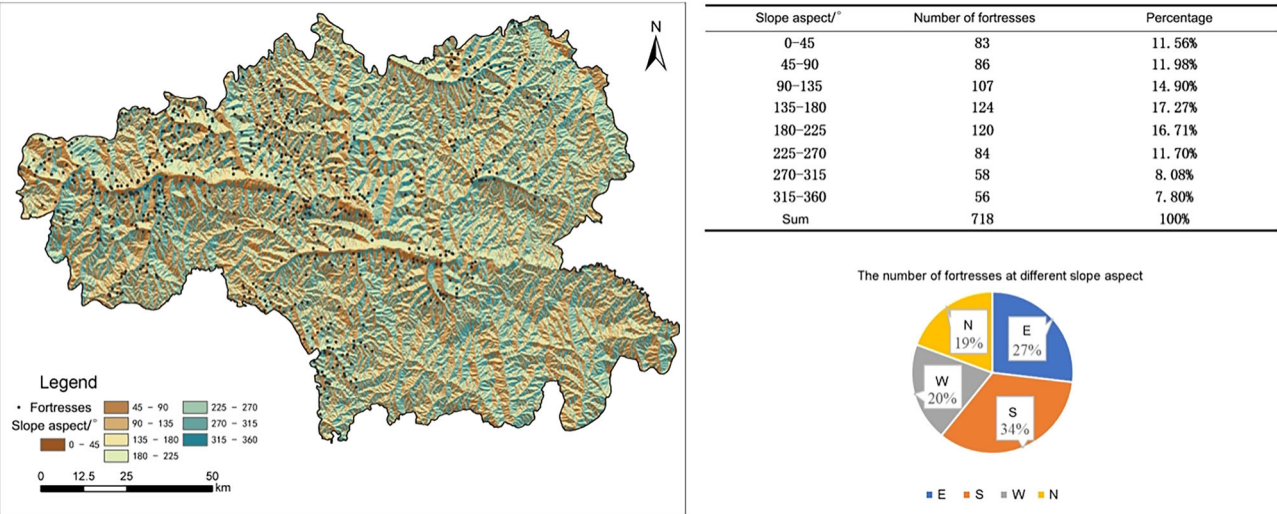 N
Legend
Fortresses
Slope aspect/°
0 - 45
45 - 90
90 - 135
135 - 180
180 - 225
225 - 270
270 - 315
315 - 360
0 12.5 25 50
km
Slope aspect/° Number of fortresses Percentage
0-45 83 11.56%
45-90 86 11.98%
90-135 107 14.90%
135-180 124 17.27%
180-225 120 16.71%
225-270 84 11.70%
270-315 58 8.08%
315-360 56 7.80%
Sum 718 100%
The number of fortresses at different slope aspect
N
19%
E
27%
W
20%
S
34%
E S W N